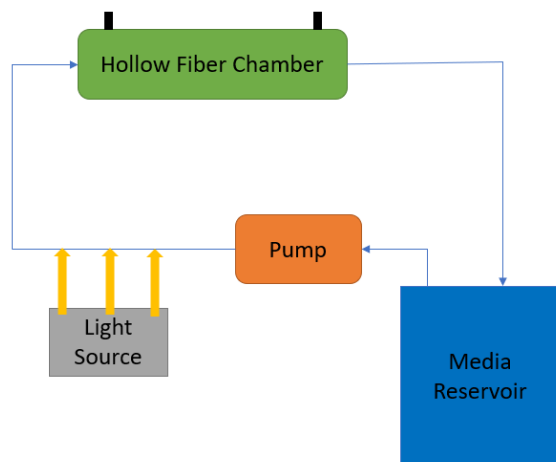 Hollow Fiber Chamber
Pump
Light
Source
Media
Reservoir